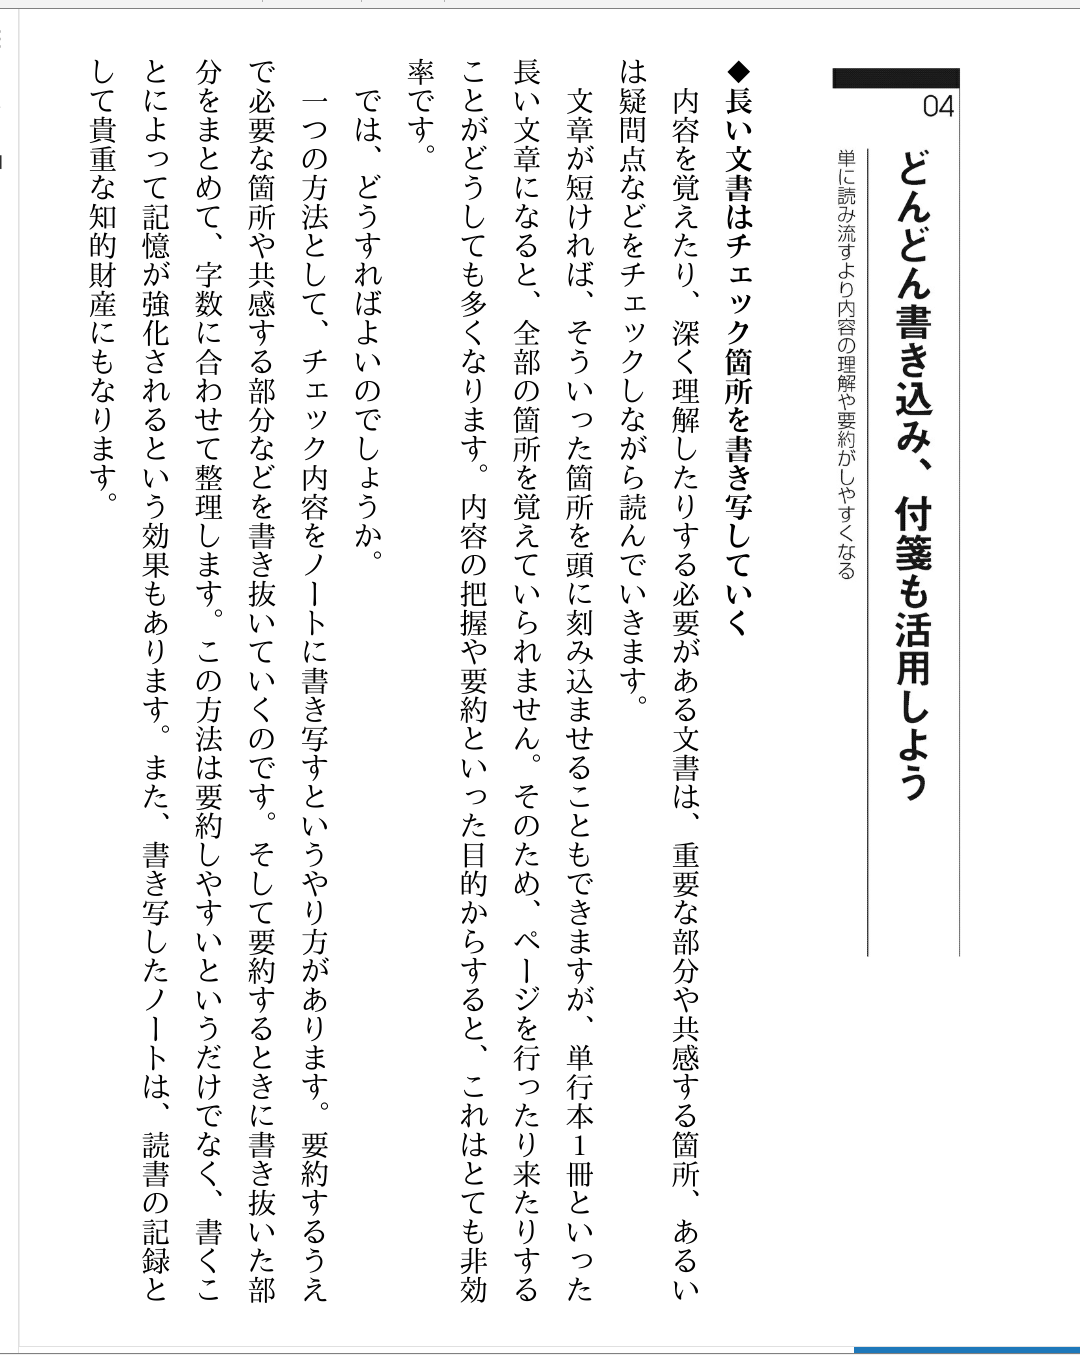 04
どんどん書き込み、付箋も活用しよう
単に読み流すより内容の理解や要約がしやすくなる
◆長い文書はチェック箇所を書き写していく
内容を覚えたり、深く理解したりする必要がある文書は、重要な部分や共感する箇所、あるい
は疑問点などをチェックしながら読んでいきます。
文章が短ければ、そういった箇所を頭に刻み込ませることもできますが、単行本1冊といった
長い文章になると、全部の箇所を覚えていられません。そのため、ページを行ったり来たりする
ことがどうしても多くなります。内容の把握や要約といった目的からすると、これはとても非効
率です。
では、どうすればよいのでしょうか。
一つの方法として、チェック内容をノートに書き写すというやり方があります。要約するうえ
で必要な箇所や共感する部分などを書き抜いていくのです。そして要約するときに書き抜いた部
分をまとめて、字数に合わせて整理します。この方法は要約しやすいというだけでなく、書くこ
とによって記憶が強化されるという効果もあります。また、書き写したノートは、読書の記録と
して貴重な知的財産にもなります。